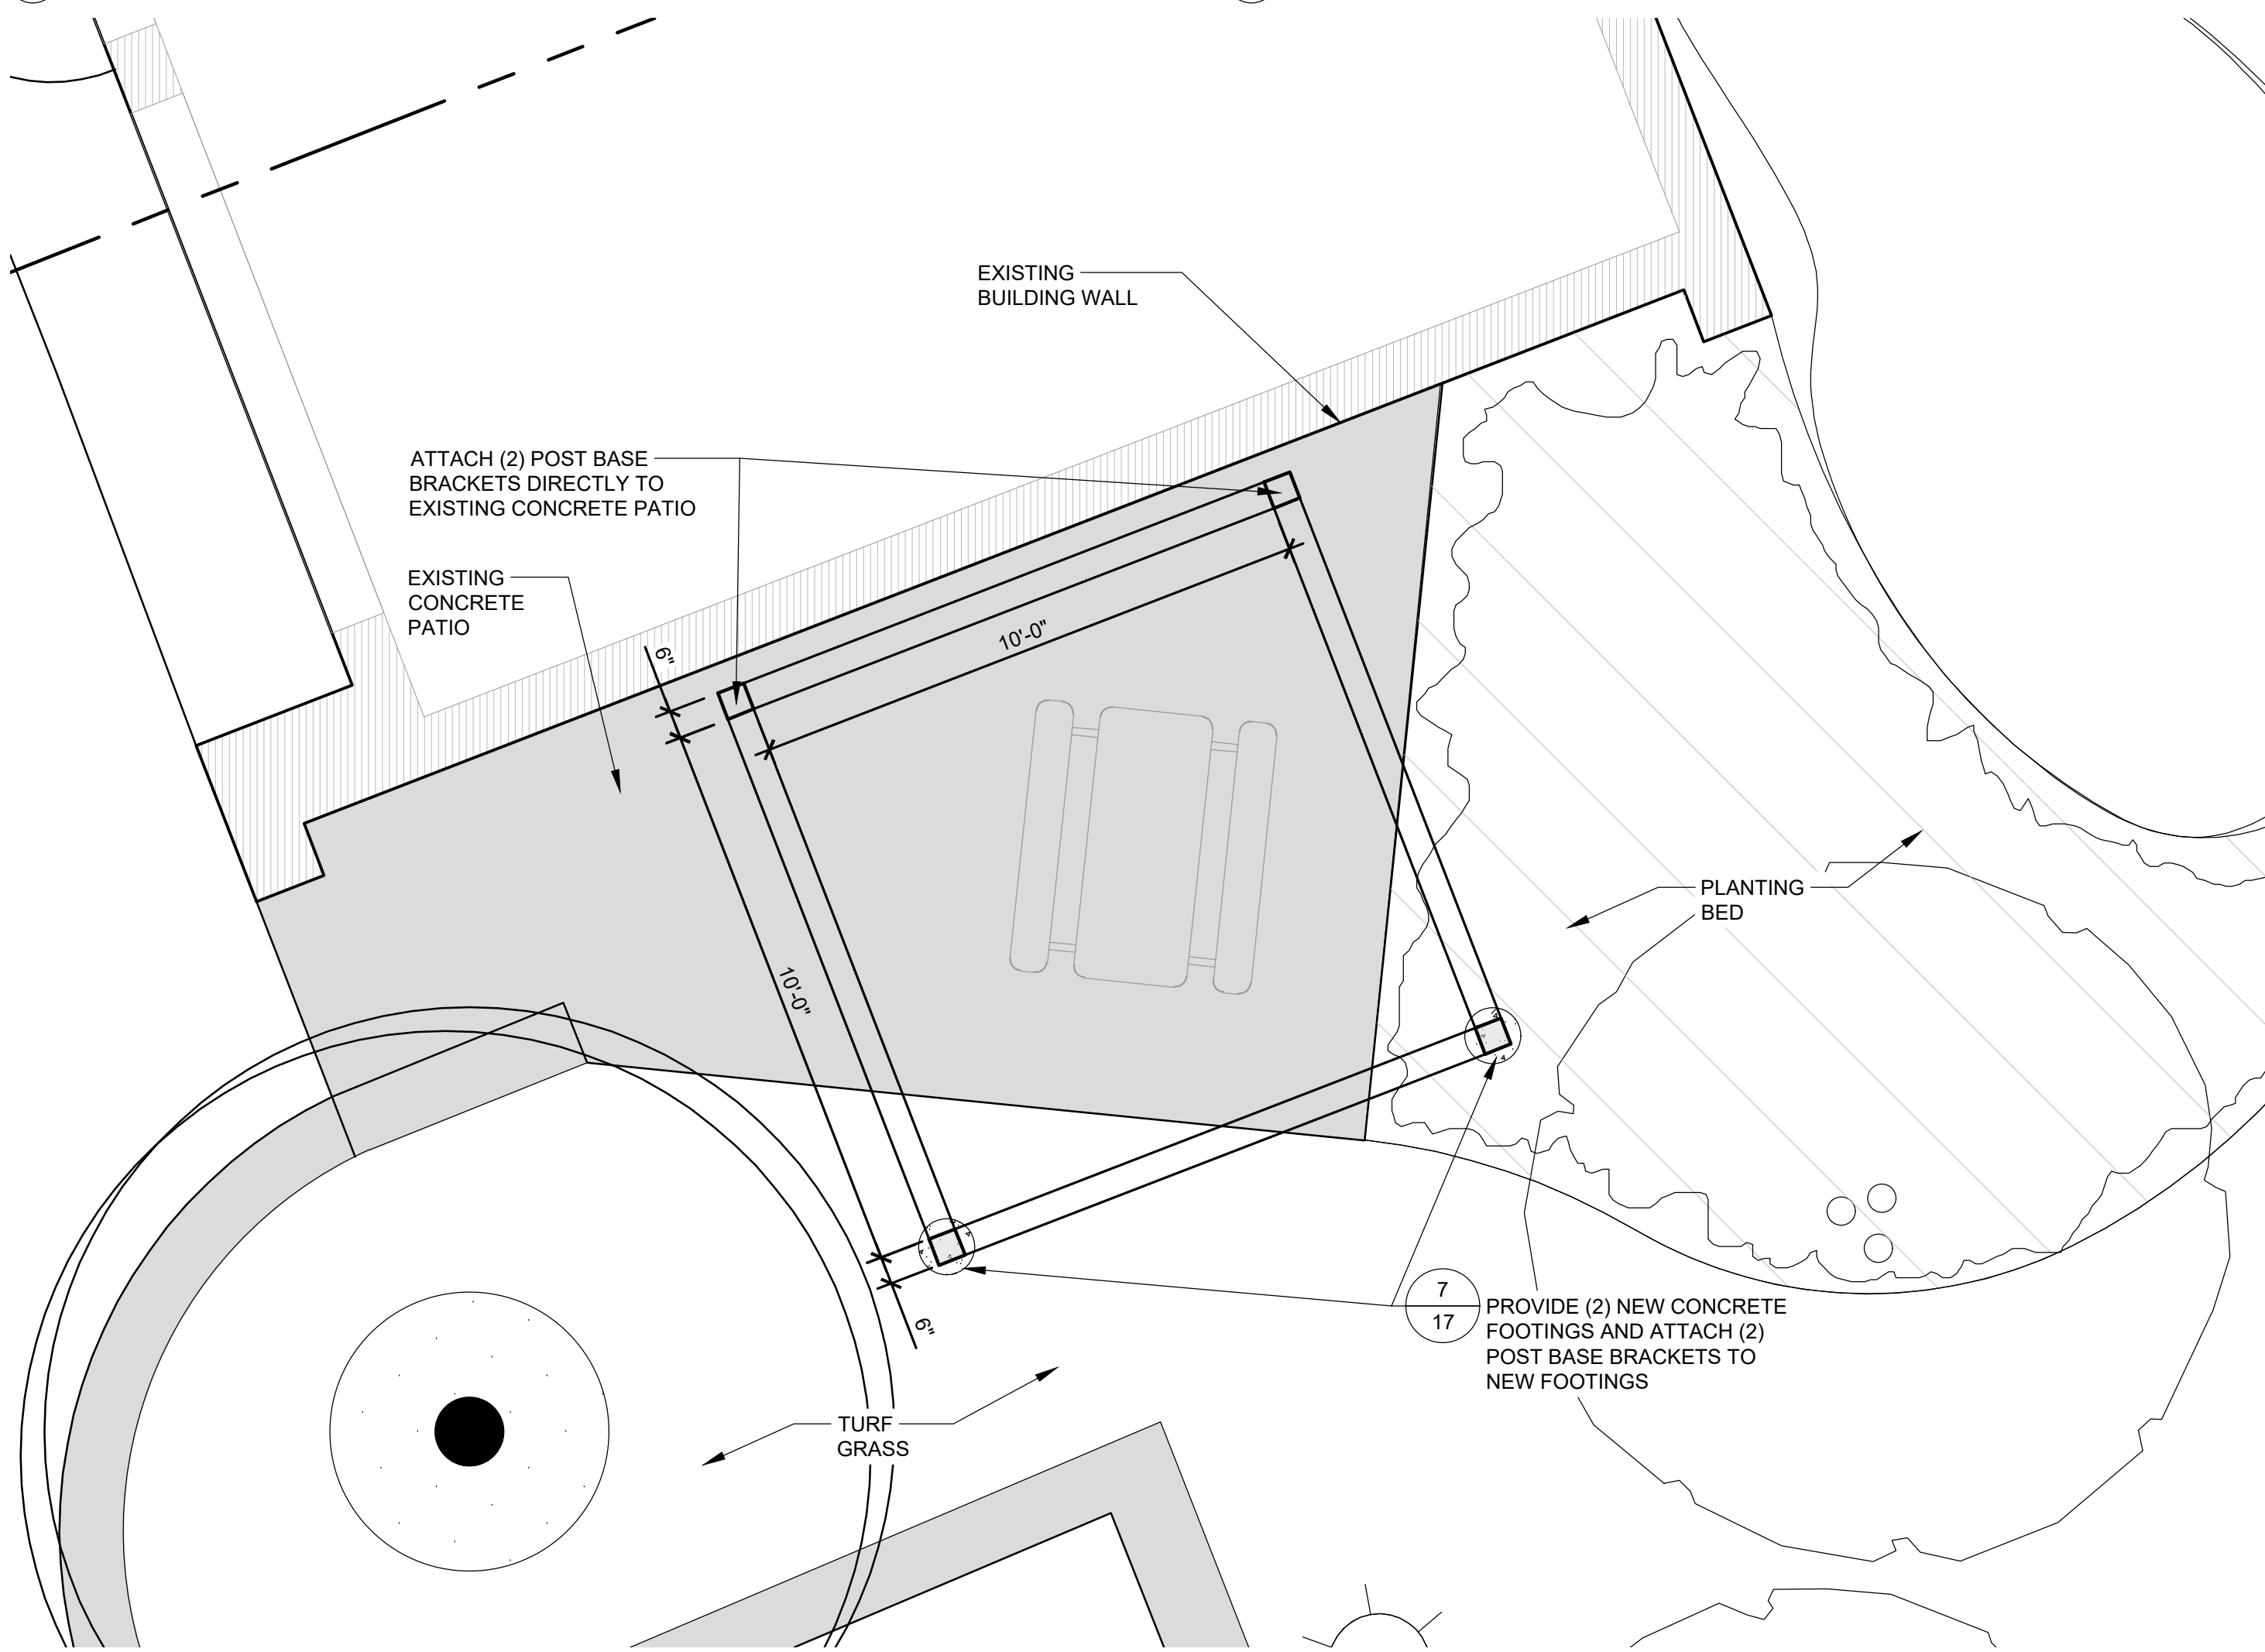 EXISTING
BUILDING WALL
ATTACH (2) POST BASE
BRACKETS DIRECTLY TO
EXISTING CONCRETE PATIO
EXISTING
CONCRETE
PATIO
6"
10'-0"
10'-0"
PLANTING
BED
6"
7
17
PROVIDE (2) NEW CONCRETE
FOOTINGS AND ATTACH (2)
POST BASE BRACKETS TO
NEW FOOTINGS
TURF
GRASS